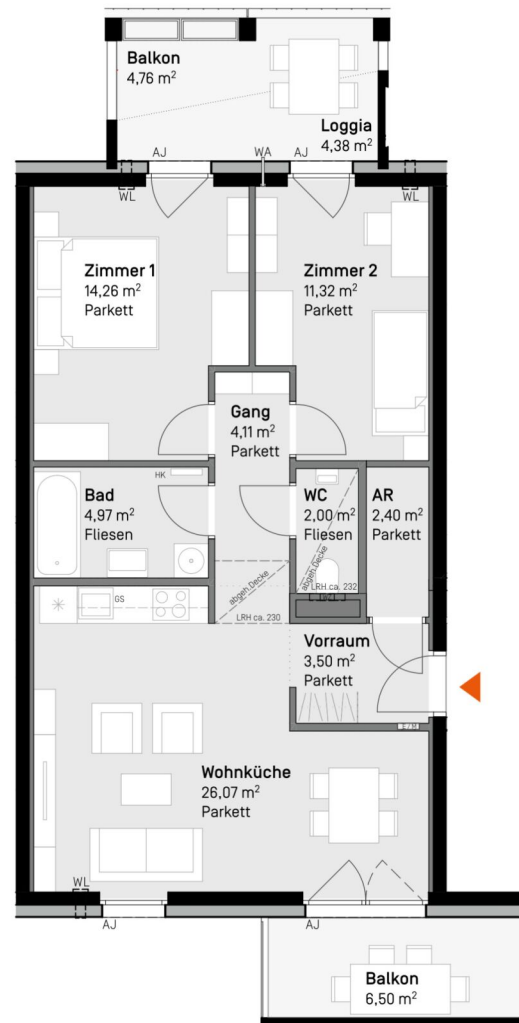 Balkon
4,76 m²
Loggia
4,38 m²
AJ
WA
AJ
WL
WL
Zimmer 1
14,26 m²
Parkett
Zimmer 2
11,32 m²
Parkett
Gang
4,11 m²
Parkett
HK
Bad
4,97 m²
Fliesen
WC
2,00 m²
Fliesen
AR
2,40 m²
Parkett
abgeh. Decke
abgeh. Decke
LRH ca. 232
GS
LRH ca. 230
Vorraum
3,50 m²
Parkett
Wohnküche
26,07 m²
Parkett
WL
AJ
AJ
Balkon
6,50 m²